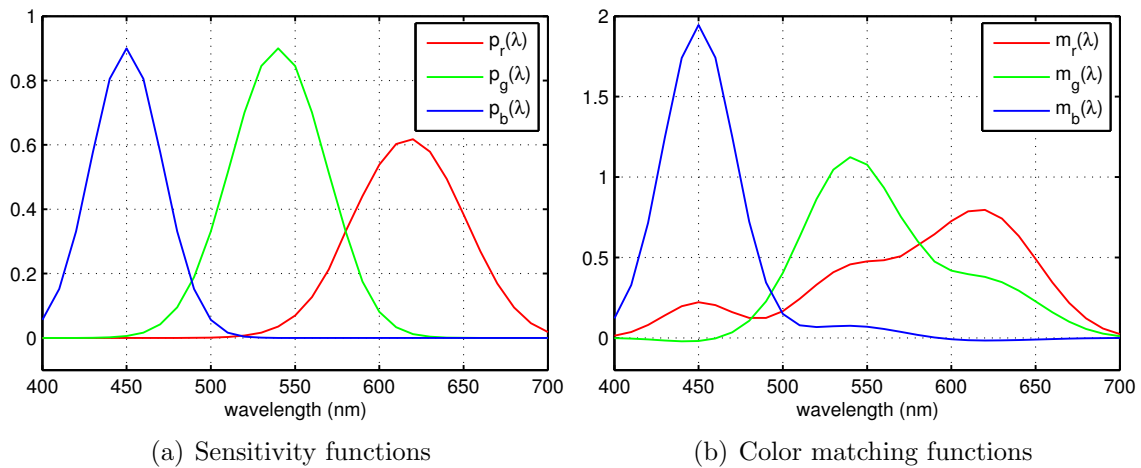 1
0.8
0.6
0.4
0.2
0
400 450 500 550 600 650 700
wavelength (nm)
p_r(λ)
p_g(λ)
p_b(λ)
(a) Sensitivity functions
2
1.5
1
0.5
0
400 450 500 550 600 650 700
wavelength (nm)
m_r(λ)
m_g(λ)
m_b(λ)
(b) Color matching functions